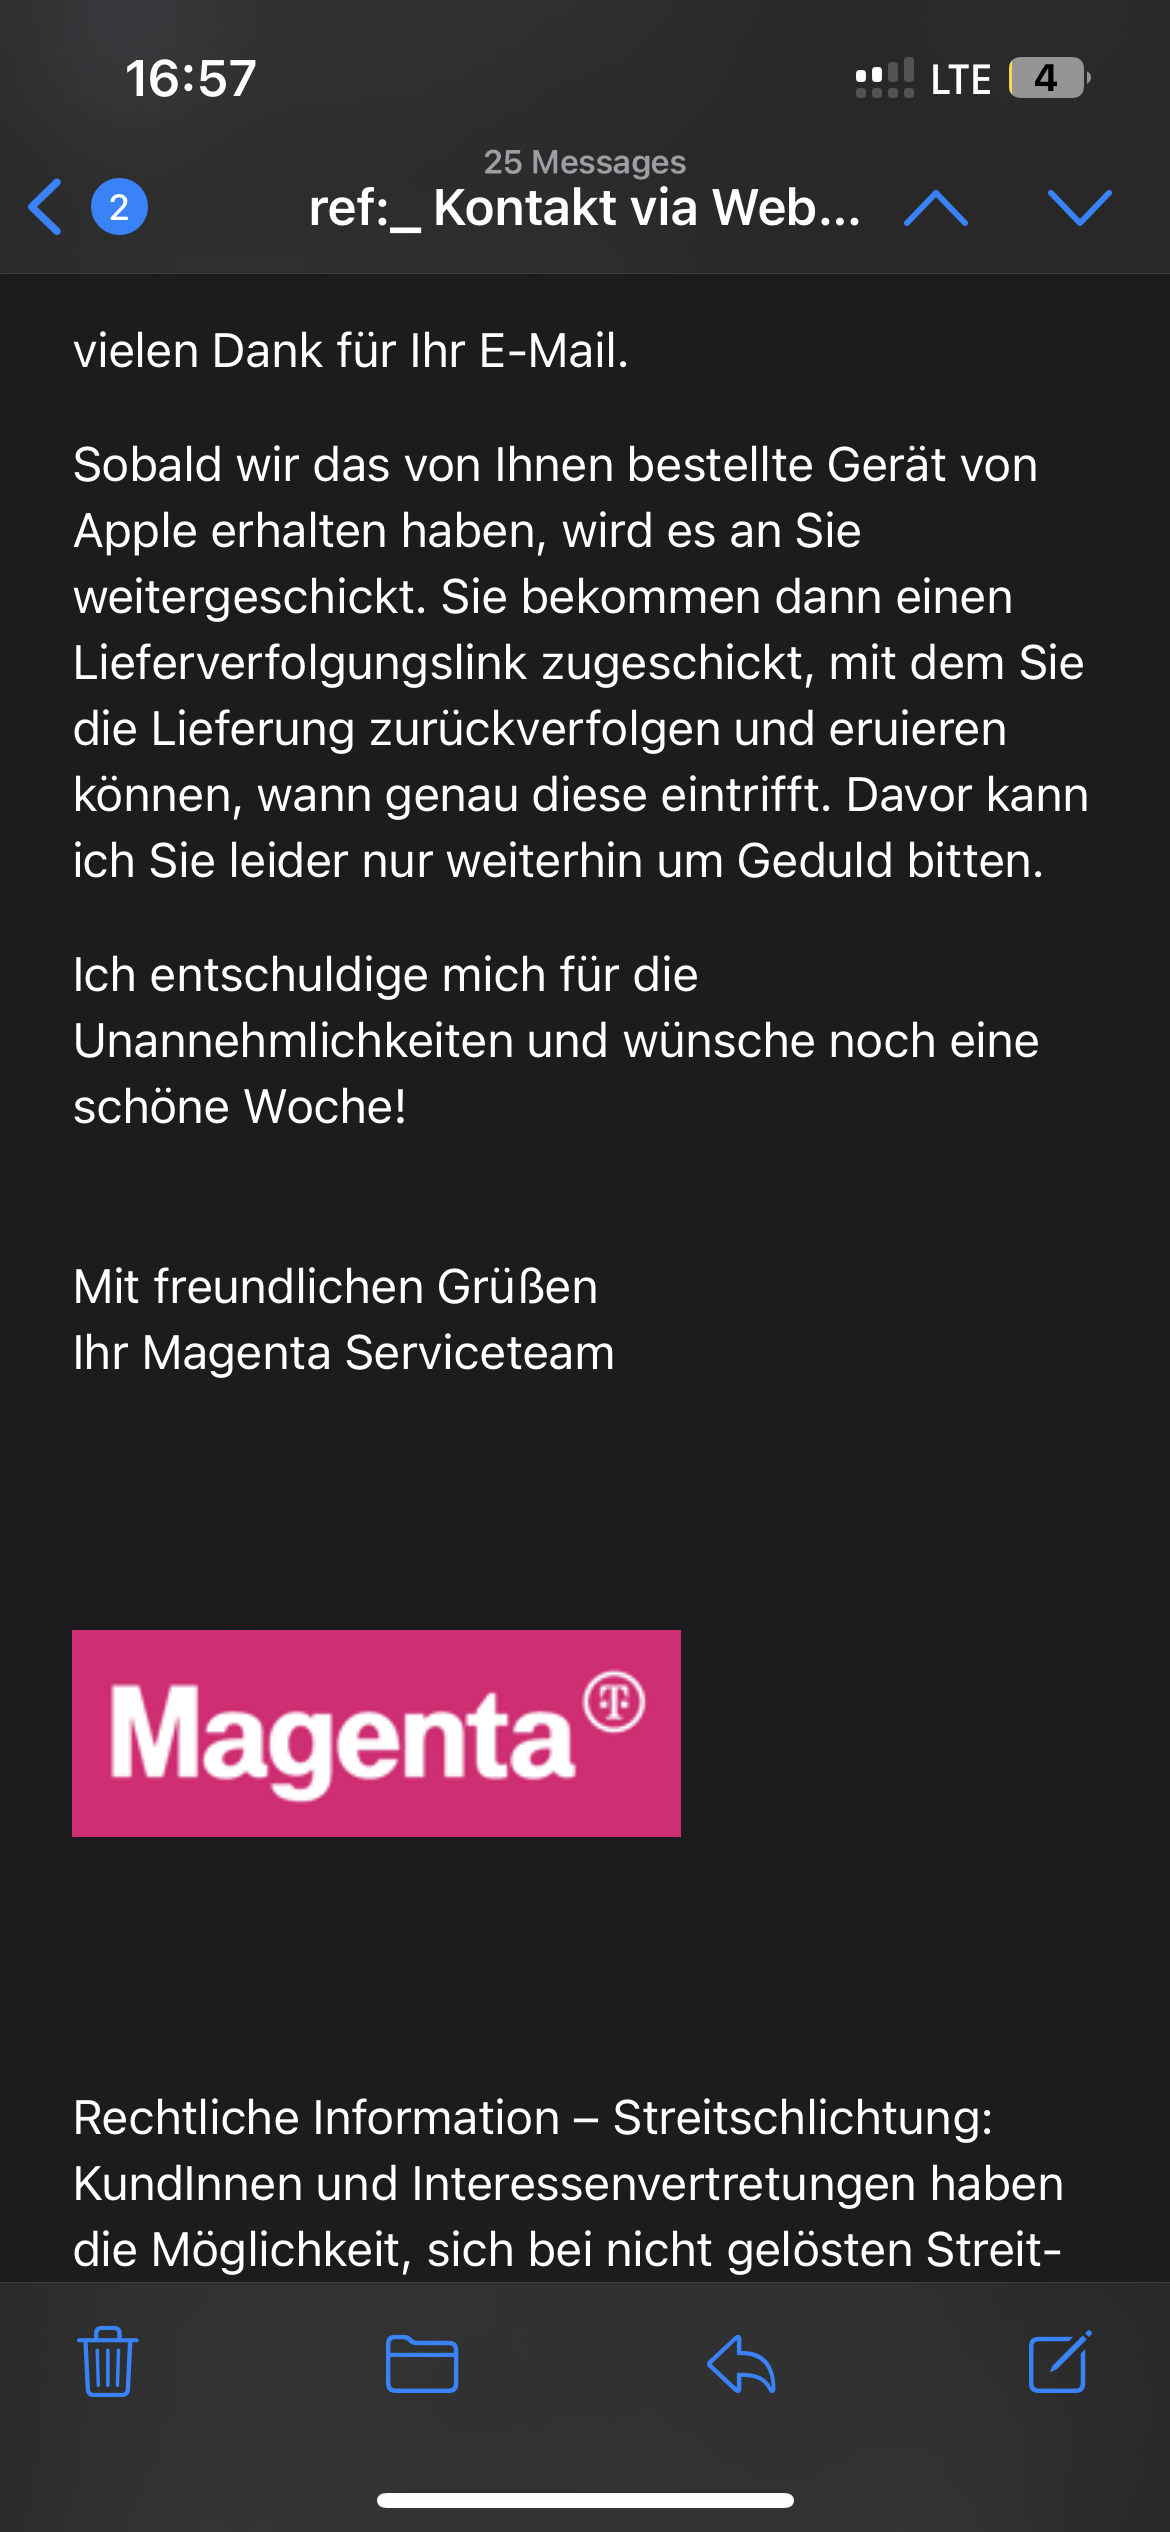 16:57
LTE 4
25 Messages
2
ref:_ Kontakt via Web...
vielen Dank für Ihr E-Mail.
Sobald wir das von Ihnen bestellte Gerät von
Apple erhalten haben, wird es an Sie
weitergeschickt. Sie bekommen dann einen
Lieferverfolgungslink zugeschickt, mit dem Sie
die Lieferung zurückverfolgen und eruieren
können, wann genau diese eintrifft. Davor kann
ich Sie leider nur weiterhin um Geduld bitten.
Ich entschuldige mich für die
Unannehmlichkeiten und wünsche noch eine
schöne Woche!
Mit freundlichen Grüßen
Ihr Magenta Serviceteam
Magenta T
Rechtliche Information – Streitschlichtung:
KundInnen und Interessenvertretungen haben
die Möglichkeit, sich bei nicht gelösten Streit-